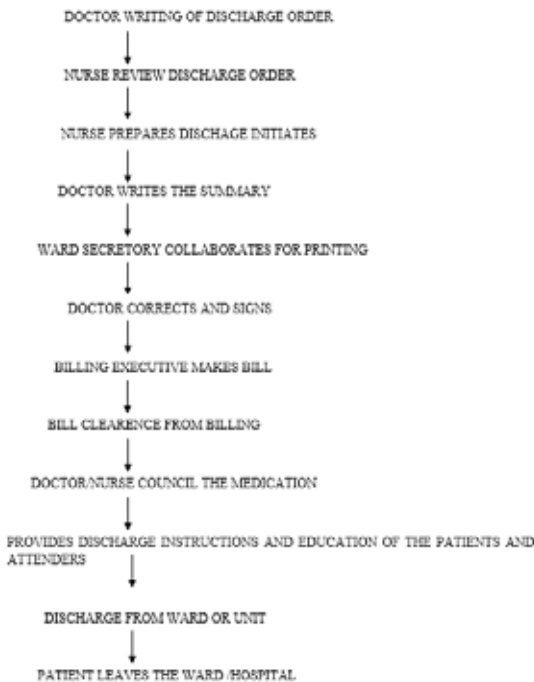 DOCTOR WRITING OF DISCHARGE ORDER
NURSE REVIEW DISCHARGE ORDER
NURSE PREPARES DISCHAGE INITIATES
DOCTOR WRITES THE SUMMARY
WARD SECRETORY COLLABORATES FOR PRINTING
DOCTOR CORRECTS AND SIGNS
BILLING EXECUTIVE MAKES BILL
BILL CLEARENCE FROM BILLING
DOCTOR/NURSE COUNCIL THE MEDICATION
PROVIDES DISCHARGE INSTRUCTIONS AND EDUCATION OF THE PATIENTS AND
ATTENDERS
DISCHARGE FROM WARD OR UNIT
PATIENT LEAVES THE WARD /HOSPITAL